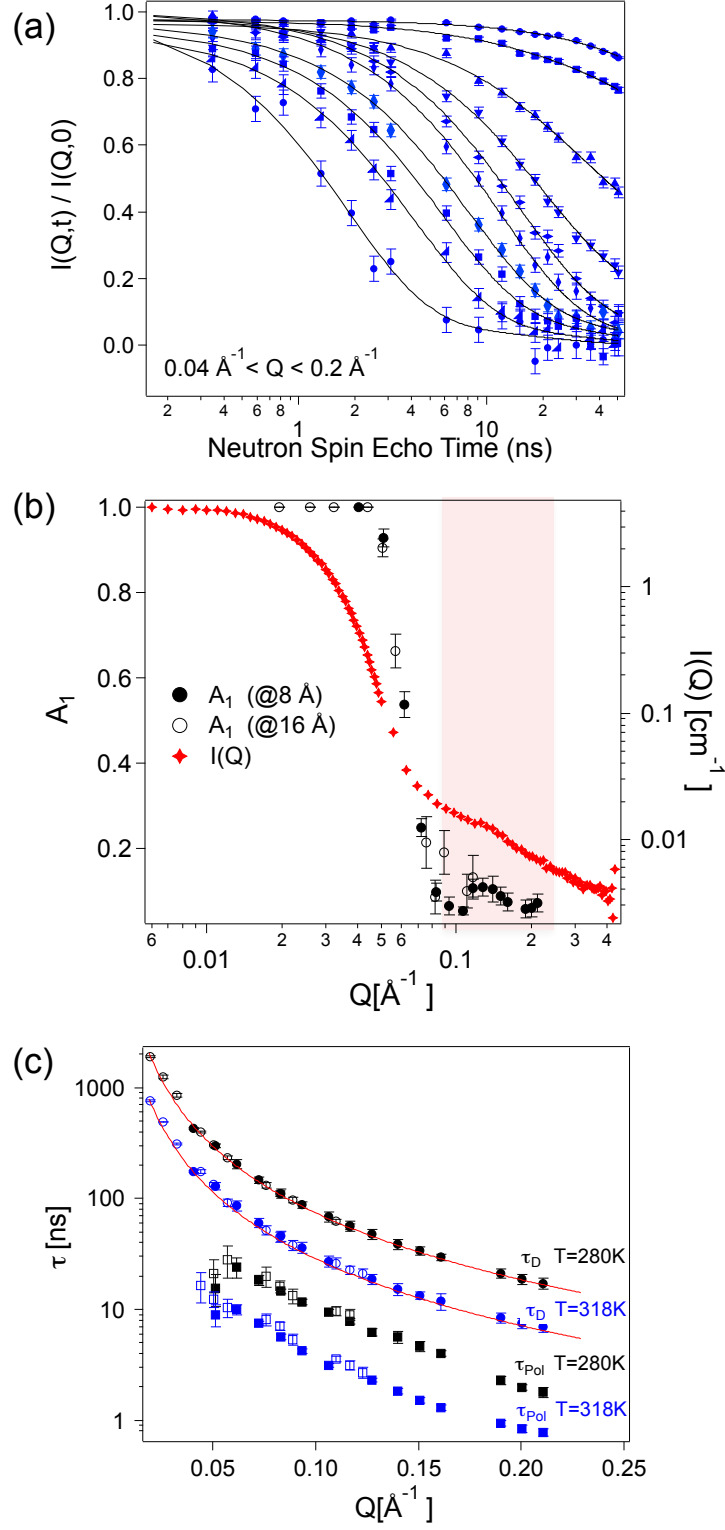 (a)
1.0
0.8
0.6
0.4
0.2
0.0
I(Q,t) / I(Q,0)
0.04 Å⁻¹ < Q < 0.2 Å⁻¹
2 4 6 8 1 2 4 6 8 10 2 4
Neutron Spin Echo Time (ns)
(b)
1.0
0.8
0.6
0.4
0.2
A₁
A₁ (@8 Å)
A₁ (@16 Å)
I(Q)
1
0.1
0.01
I(Q) [cm⁻¹]
6 0.01 2 3 4 5 6 0.1 2 3 4
Q[Å⁻¹]
(c)
1000
100
10
1
τ [ns]
τD T=280K
τD T=318K
τPol T=280K
τPol T=318K
0.05 0.10 0.15 0.20 0.25
Q[Å⁻¹]